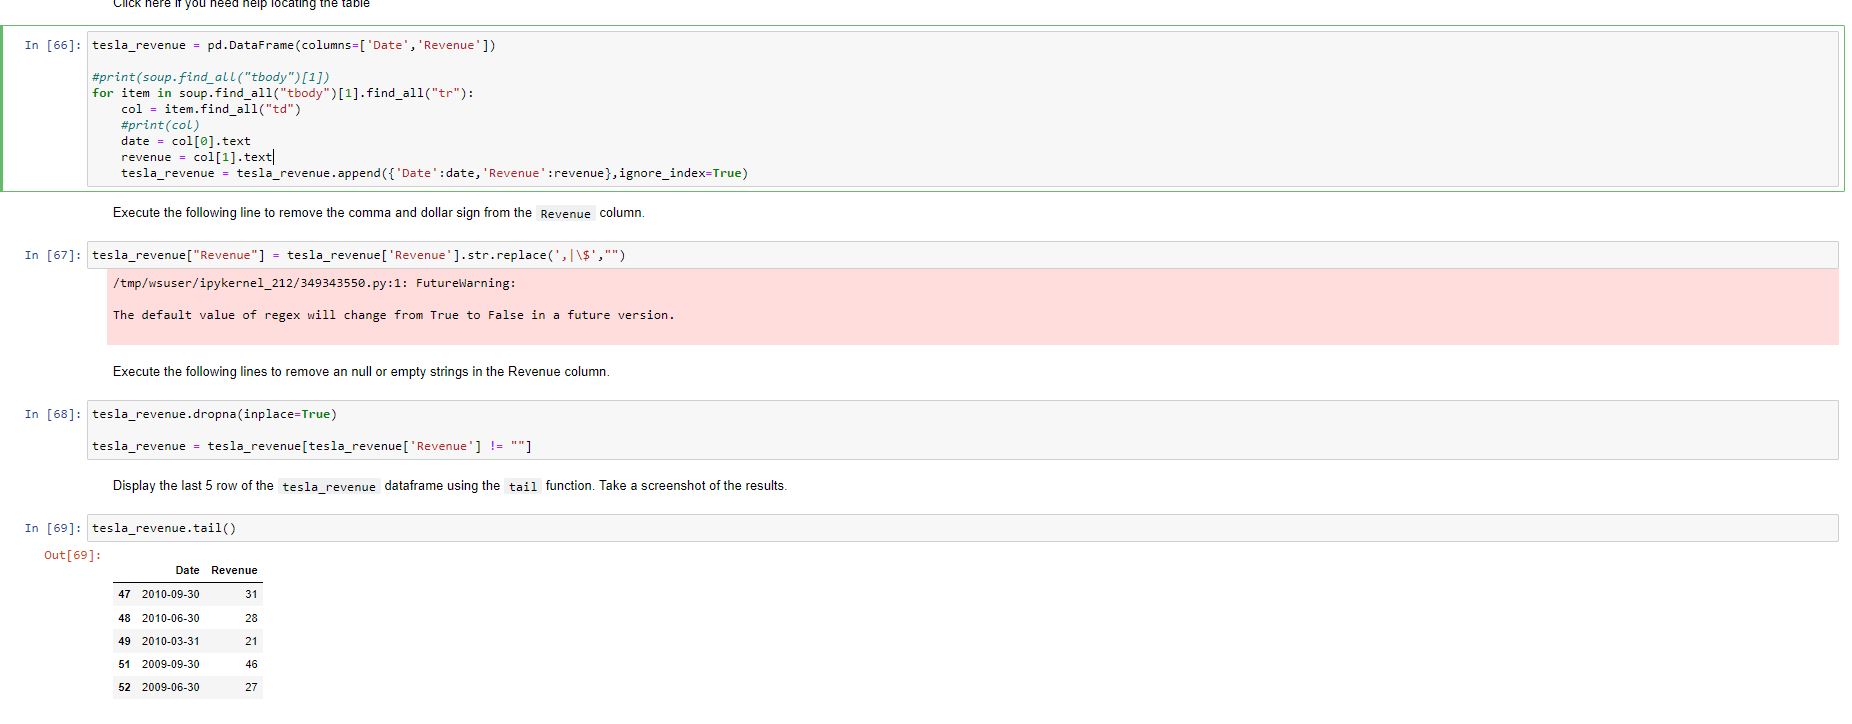 Click here if you need help locating the table
In [66]: tesla_revenue = pd.DataFrame(columns=['Date','Revenue'])
#print(soup.find_all("tbody")[1])
for item in soup.find_all("tbody")[1].find_all("tr"):
    col = item.find_all("td")
    #print(col)
    date = col[0].text
    revenue = col[1].text
    tesla_revenue = tesla_revenue.append({'Date':date,'Revenue':revenue},ignore_index=True)
Execute the following line to remove the comma and dollar sign from the Revenue column.
In [67]: tesla_revenue["Revenue"] = tesla_revenue['Revenue'].str.replace(',|\$',"")
/tmp/wsuser/ipykernel_212/349343550.py:1: FutureWarning:
The default value of regex will change from True to False in a future version.
Execute the following lines to remove an null or empty strings in the Revenue column.
In [68]: tesla_revenue.dropna(inplace=True)
tesla_revenue = tesla_revenue[tesla_revenue['Revenue'] != ""]
Display the last 5 row of the tesla_revenue dataframe using the tail function. Take a screenshot of the results.
In [69]: tesla_revenue.tail()
Out[69]:
Date Revenue
47 2010-09-30 31
48 2010-06-30 28
49 2010-03-31 21
51 2009-09-30 46
52 2009-06-30 27